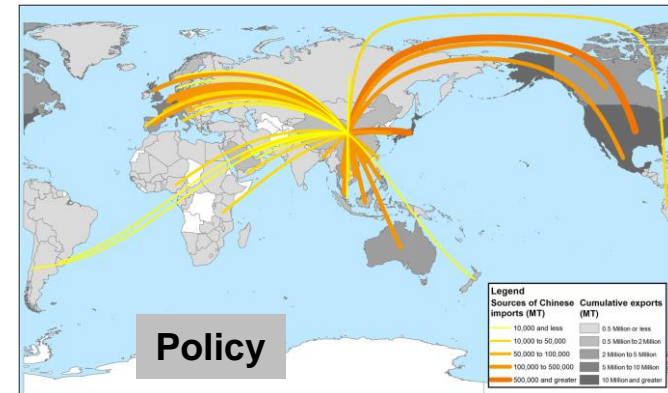 Policy
Legend
Sources of Chinese imports (MT)
10,000 and less
10,000 to 50,000
50,000 to 100,000
100,000 to 500,000
500,000 and greater
Cumulative exports (MT)
0.5 Million or less
0.5 Million to 2 Million
2 Million to 5 Million
5 Million to 10 Million
10 Million and greater